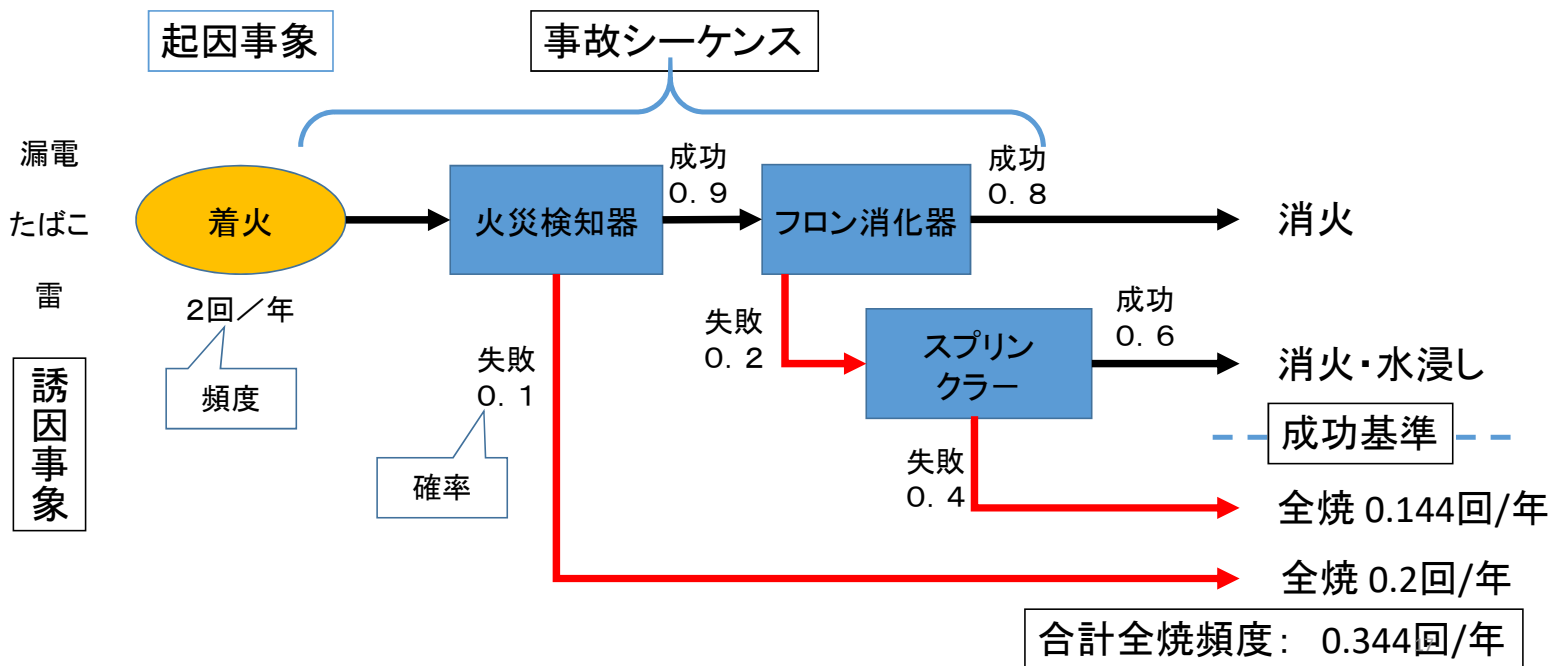 起因事象
事故シーケンス
漏電
たばこ
雷
誘因事象
着火
2回／年
頻度
火災検知器
成功
0.9
失敗
0.1
確率
フロン消化器
成功
0.8
消火
失敗
0.2
スプリン
クラー
成功
0.6
消火・水浸し
成功基準
失敗
0.4
全焼 0.144回/年
全焼 0.2回/年
合計全焼頻度： 0.344回/年